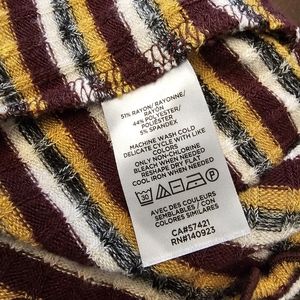 51% RAYON/RAYONNE/
RAYÓN
44% POLYESTER/
POLIÉSTER
5% SPANDEX
MACHINE WASH COLD
DELICATE CYCLE WITH LIKE
COLORS
ONLY NON-CHLORINE
BLEACH WHEN NEEDED
RESHAPE DRY FLAT
COOL IRON WHEN NEEDED
30
P
AVEC DES COULEURS
SEMBLABLES / CON
COLORES SIMILARES
CA#57421
RN#140923